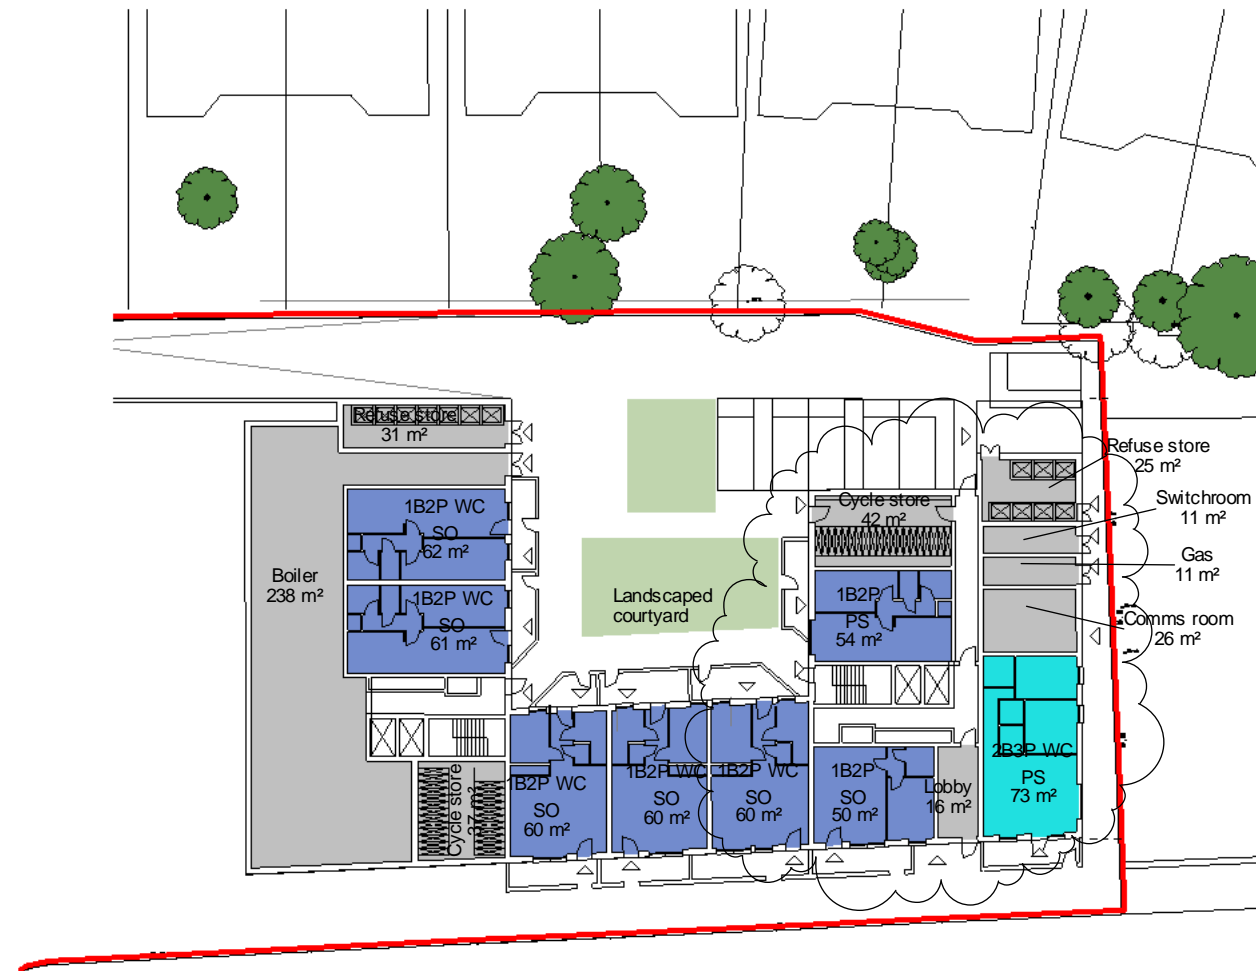 Refuse store
31 m²
Refuse store
25 m²
Switchroom
11 m²
Gas
11 m²
Comms room
26 m²
Cycle store
42 m²
1B2P WC
SO
62 m²
1B2P WC
SO
61 m²
Boiler
238 m²
Landscaped
courtyard
1B2P
PS
54 m²
2B3P WC
PS
73 m²
Cycle store
37 m²
1B2P WC
SO
60 m²
1B2P WC
SO
60 m²
1B2P WC
SO
60 m²
1B2P
SO
50 m²
Lobby
16 m²